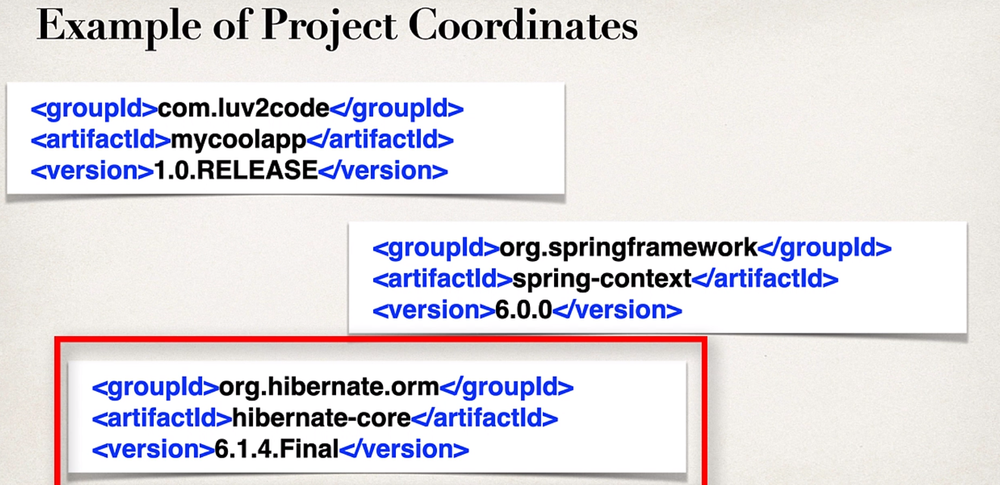 Example of Project Coordinates
<groupId>com.luv2code</groupId>
<artifactId>mycoolapp</artifactId>
<version>1.0.RELEASE</version>
<groupId>org.springframework</groupId>
<artifactId>spring-context</artifactId>
<version>6.0.0</version>
<groupId>org.hibernate.orm</groupId>
<artifactId>hibernate-core</artifactId>
<version>6.1.4.Final</version>